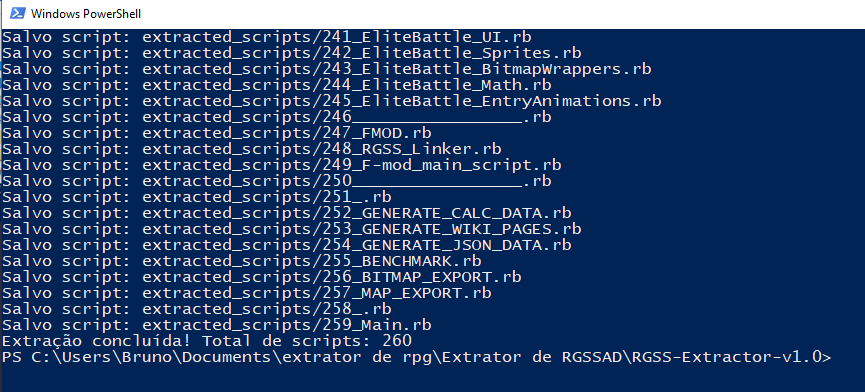 Windows PowerShell
Salvo script: extracted_scripts/241_EliteBattle_UI.rb
Salvo script: extracted_scripts/242_EliteBattle_Sprites.rb
Salvo script: extracted_scripts/243_EliteBattle_BitmapWrappers.rb
Salvo script: extracted_scripts/244_EliteBattle_Math.rb
Salvo script: extracted_scripts/245_EliteBattle_EntryAnimations.rb
Salvo script: extracted_scripts/246__________________.rb
Salvo script: extracted_scripts/247_FMOD.rb
Salvo script: extracted_scripts/248_RGSS_Linker.rb
Salvo script: extracted_scripts/249_F-mod_main_script.rb
Salvo script: extracted_scripts/250__________________.rb
Salvo script: extracted_scripts/251_.rb
Salvo script: extracted_scripts/252_GENERATE_CALC_DATA.rb
Salvo script: extracted_scripts/253_GENERATE_WIKI_PAGES.rb
Salvo script: extracted_scripts/254_GENERATE_JSON_DATA.rb
Salvo script: extracted_scripts/255_BENCHMARK.rb
Salvo script: extracted_scripts/256_BITMAP_EXPORT.rb
Salvo script: extracted_scripts/257_MAP_EXPORT.rb
Salvo script: extracted_scripts/258_.rb
Salvo script: extracted_scripts/259_Main.rb
Extração concluída! Total de scripts: 260
PS C:\Users\Bruno\Documents\extrator de rpg\Extrator de RGSSAD\RGSS-Extractor-v1.0>